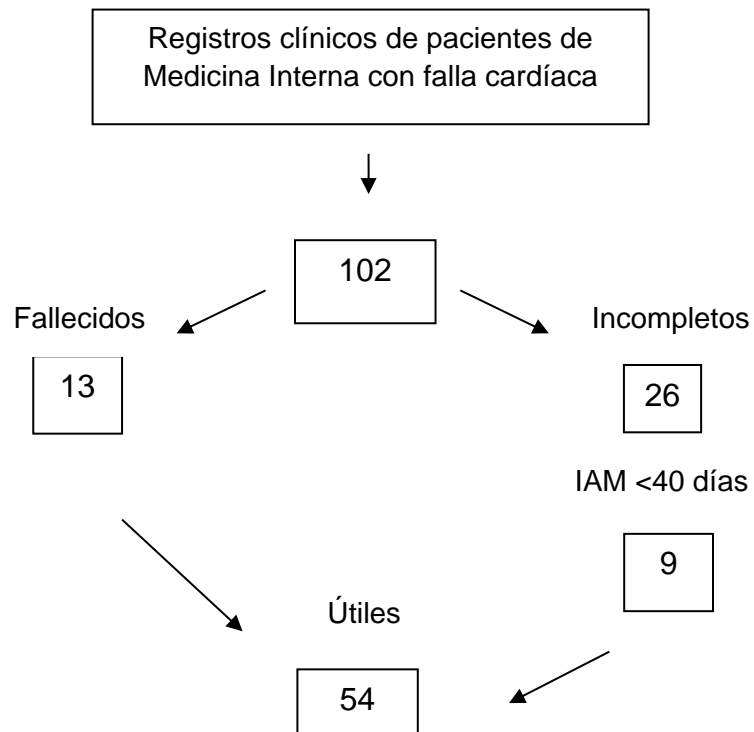 Registros clínicos de pacientes de
Medicina Interna con falla cardíaca
102
Fallecidos
Incompletos
13
26
IAM <40 días
9
Útiles
54